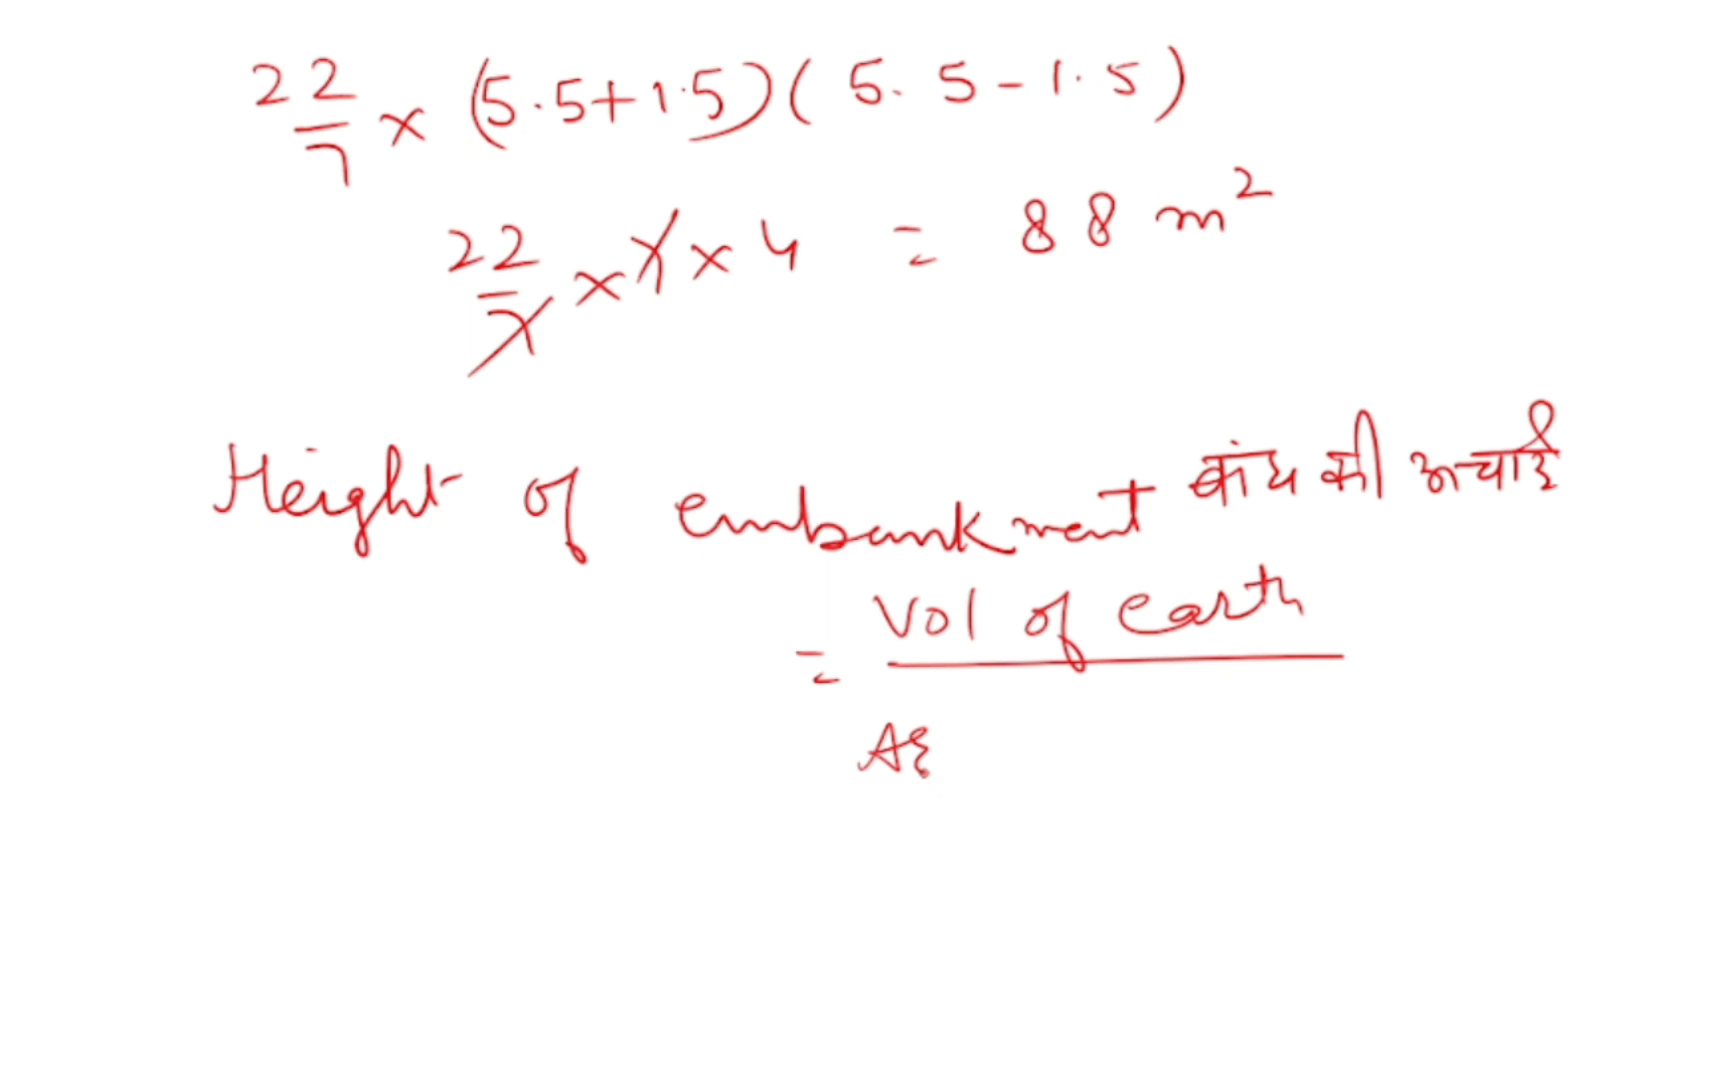 22/7 × (5.5+1.5)(5.5-1.5)
22/7 × 7 × 4 = 88 m²
Height of embankment बांध की ऊचाई
= Vol of earth
Ar